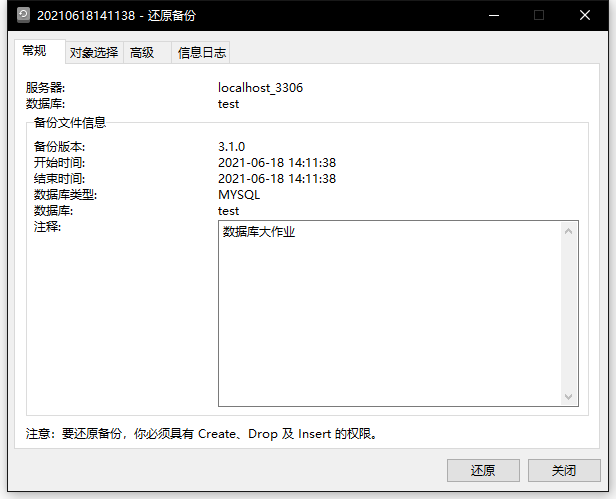 20210618141138 - 还原备份
常规 对象选择 高级 信息日志
服务器: localhost_3306
数据库: test
备份文件信息
备份版本: 3.1.0
开始时间: 2021-06-18 14:11:38
结束时间: 2021-06-18 14:11:38
数据库类型: MYSQL
数据库: test
注释: 数据库大作业
注意：要还原备份，你必须具有 Create、Drop 及 Insert 的权限。
还原 关闭